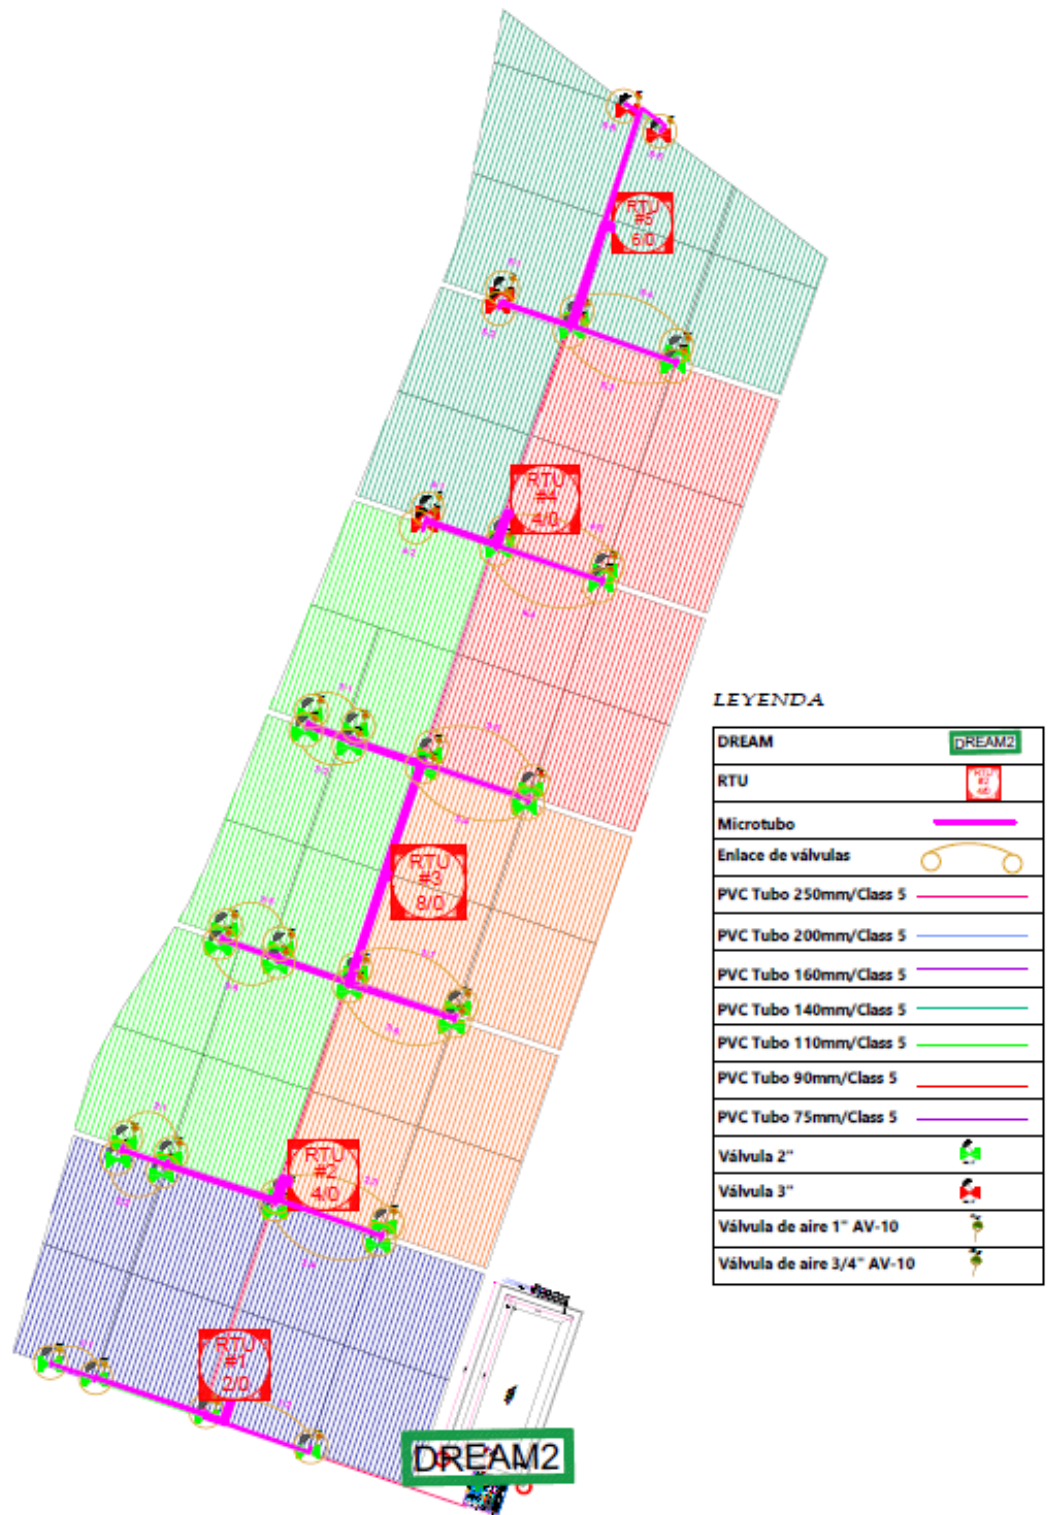 RTU
#5
6/0
RTU
#4
4/0
RTU
#3
8/0
RTU
#2
4/0
RTU
#1
2/0
DREAM2
LEYENDA
DREAM
DREAM2
RTU
RTU
#2
4/0
Microtubo
Enlace de válvulas
PVC Tubo 250mm/Class 5
PVC Tubo 200mm/Class 5
PVC Tubo 160mm/Class 5
PVC Tubo 140mm/Class 5
PVC Tubo 110mm/Class 5
PVC Tubo 90mm/Class 5
PVC Tubo 75mm/Class 5
Válvula 2"
Válvula 3"
Válvula de aire 1" AV-10
Válvula de aire 3/4" AV-10